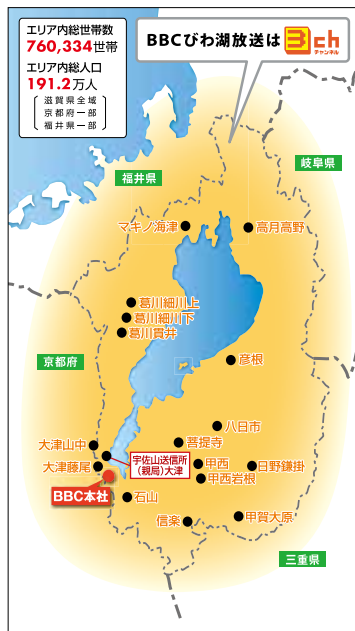 エリア内総世帯数
760,334世帯
エリア内総人口
191.2万人
滋賀県全域
京都府一部
福井県一部
BBCびわ湖放送は 3ch
チャンネル
岐阜県
福井県
マキノ海津
高月高野
葛川細川上
葛川細川下
葛川貫井
京都府
彦根
八日市
大津山中
菩提寺
宇佐山送信所
(親局)大津
大津藤尾
甲西
日野鎌掛
甲西岩根
BBC本社
石山
信楽
甲賀大原
三重県